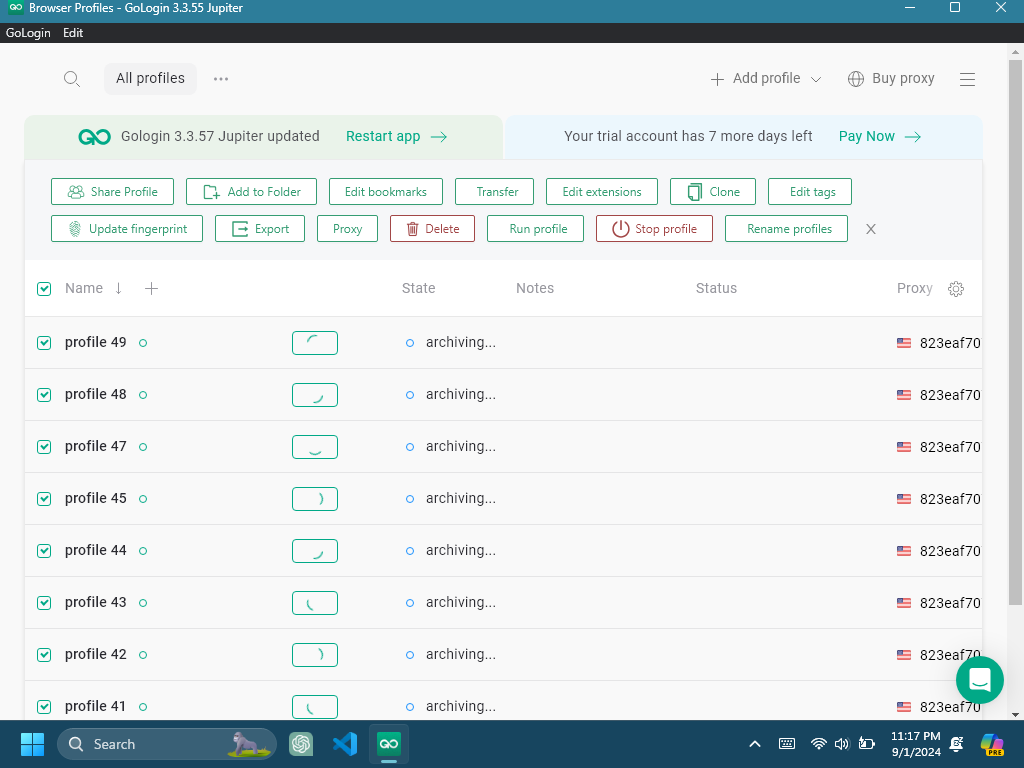 GO Browser Profiles - GoLogin 3.3.55 Jupiter
GoLogin Edit
All profiles ··· Add profile Buy proxy
Gologin 3.3.57 Jupiter updated Restart app Your trial account has 7 more days left Pay Now
Share Profile Add to Folder Edit bookmarks Transfer Edit extensions Clone Edit tags
Update fingerprint Export Proxy Delete Run profile Stop profile Rename profiles
Name State Notes Status Proxy
profile 49 archiving... 823eaf70
profile 48 archiving... 823eaf70
profile 47 archiving... 823eaf70
profile 45 archiving... 823eaf70
profile 44 archiving... 823eaf70
profile 43 archiving... 823eaf70
profile 42 archiving... 823eaf70
profile 41 archiving... 823eaf70
Search GO 11:17 PM
9/1/2024
PRE